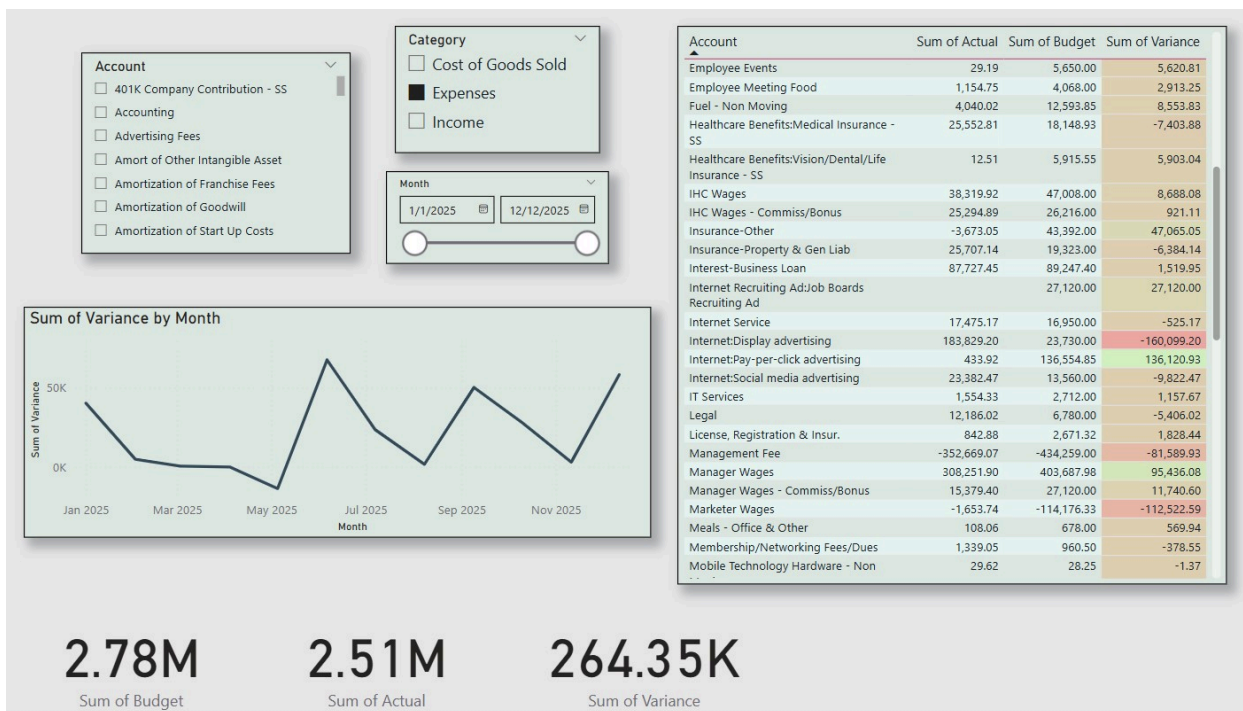 Account
401K Company Contribution - SS
Accounting
Advertising Fees
Amort of Other Intangible Asset
Amortization of Franchise Fees
Amortization of Goodwill
Amortization of Start Up Costs
Category
Cost of Goods Sold
Expenses
Income
Month
1/1/2025 12/12/2025
Sum of Variance by Month
Sum of Variance
50K
0K
Jan 2025 Mar 2025 May 2025 Jul 2025 Sep 2025 Nov 2025
Month
Account Sum of Actual Sum of Budget Sum of Variance
Employee Events 29.19 5,650.00 5,620.81
Employee Meeting Food 1,154.75 4,068.00 2,913.25
Fuel - Non Moving 4,040.02 12,593.85 8,553.83
Healthcare Benefits:Medical Insurance - 25,552.81 18,148.93 -7,403.88
SS
Healthcare Benefits:Vision/Dental/Life 12.51 5,915.55 5,903.04
Insurance - SS
IHC Wages 38,319.92 47,008.00 8,688.08
IHC Wages - Commiss/Bonus 25,294.89 26,216.00 921.11
Insurance-Other -3,673.05 43,392.00 47,065.05
Insurance-Property & Gen Liab 25,707.14 19,323.00 -6,384.14
Interest-Business Loan 87,727.45 89,247.40 1,519.95
Internet Recruiting Ad:Job Boards 27,120.00 27,120.00
Recruiting Ad
Internet Service 17,475.17 16,950.00 -525.17
Internet:Display advertising 183,829.20 23,730.00 -160,099.20
Internet:Pay-per-click advertising 433.92 136,554.85 136,120.93
Internet:Social media advertising 23,382.47 13,560.00 -9,822.47
IT Services 1,554.33 2,712.00 1,157.67
Legal 12,186.02 6,780.00 -5,406.02
License, Registration & Insur. 842.88 2,671.32 1,828.44
Management Fee -352,669.07 -434,259.00 -81,589.93
Manager Wages 308,251.90 403,687.98 95,436.08
Manager Wages - Commiss/Bonus 15,379.40 27,120.00 11,740.60
Marketer Wages -1,653.74 -114,176.33 -112,522.59
Meals - Office & Other 108.06 678.00 569.94
Membership/Networking Fees/Dues 1,339.05 960.50 -378.55
Mobile Technology Hardware - Non 29.62 28.25 -1.37
2.78M 2.51M 264.35K
Sum of Budget Sum of Actual Sum of Variance